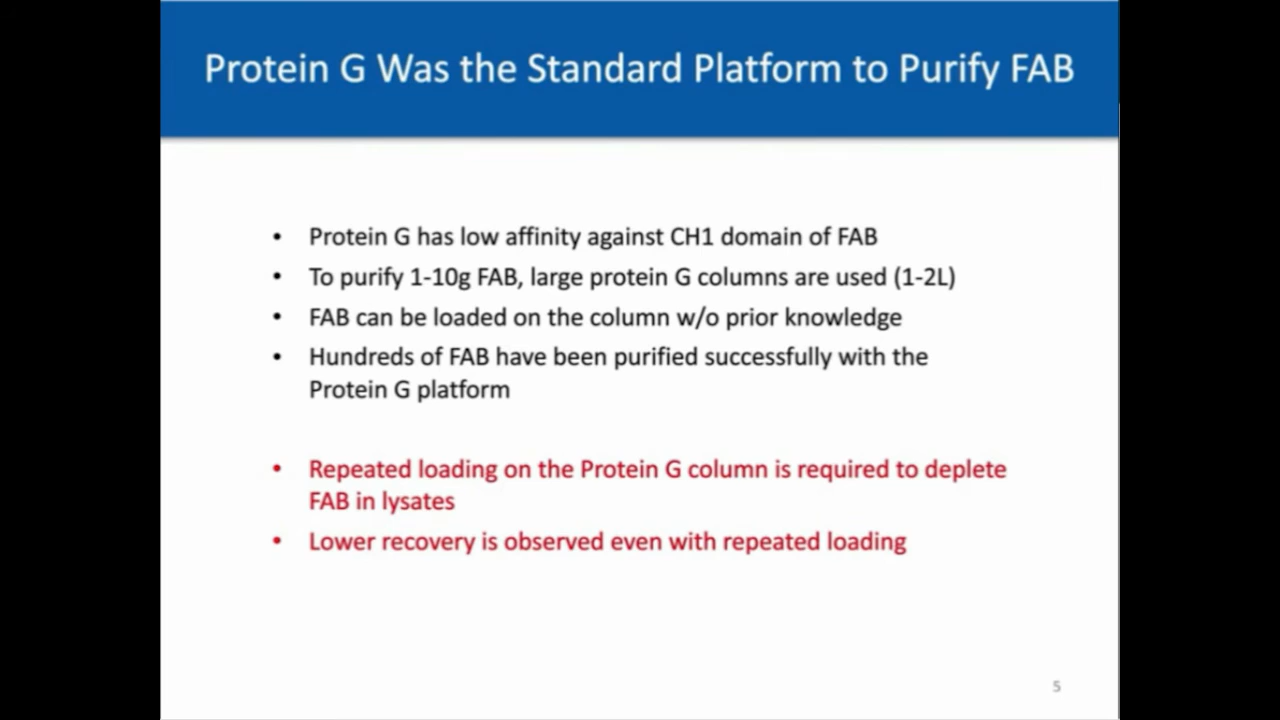 Protein G Was the Standard Platform to Purify FAB
• Protein G has low affinity against CH1 domain of FAB
• To purify 1-10g FAB, large protein G columns are used (1-2L)
• FAB can be loaded on the column w/o prior knowledge
• Hundreds of FAB have been purified successfully with the
Protein G platform
• Repeated loading on the Protein G column is required to deplete
FAB in lysates
• Lower recovery is observed even with repeated loading
5